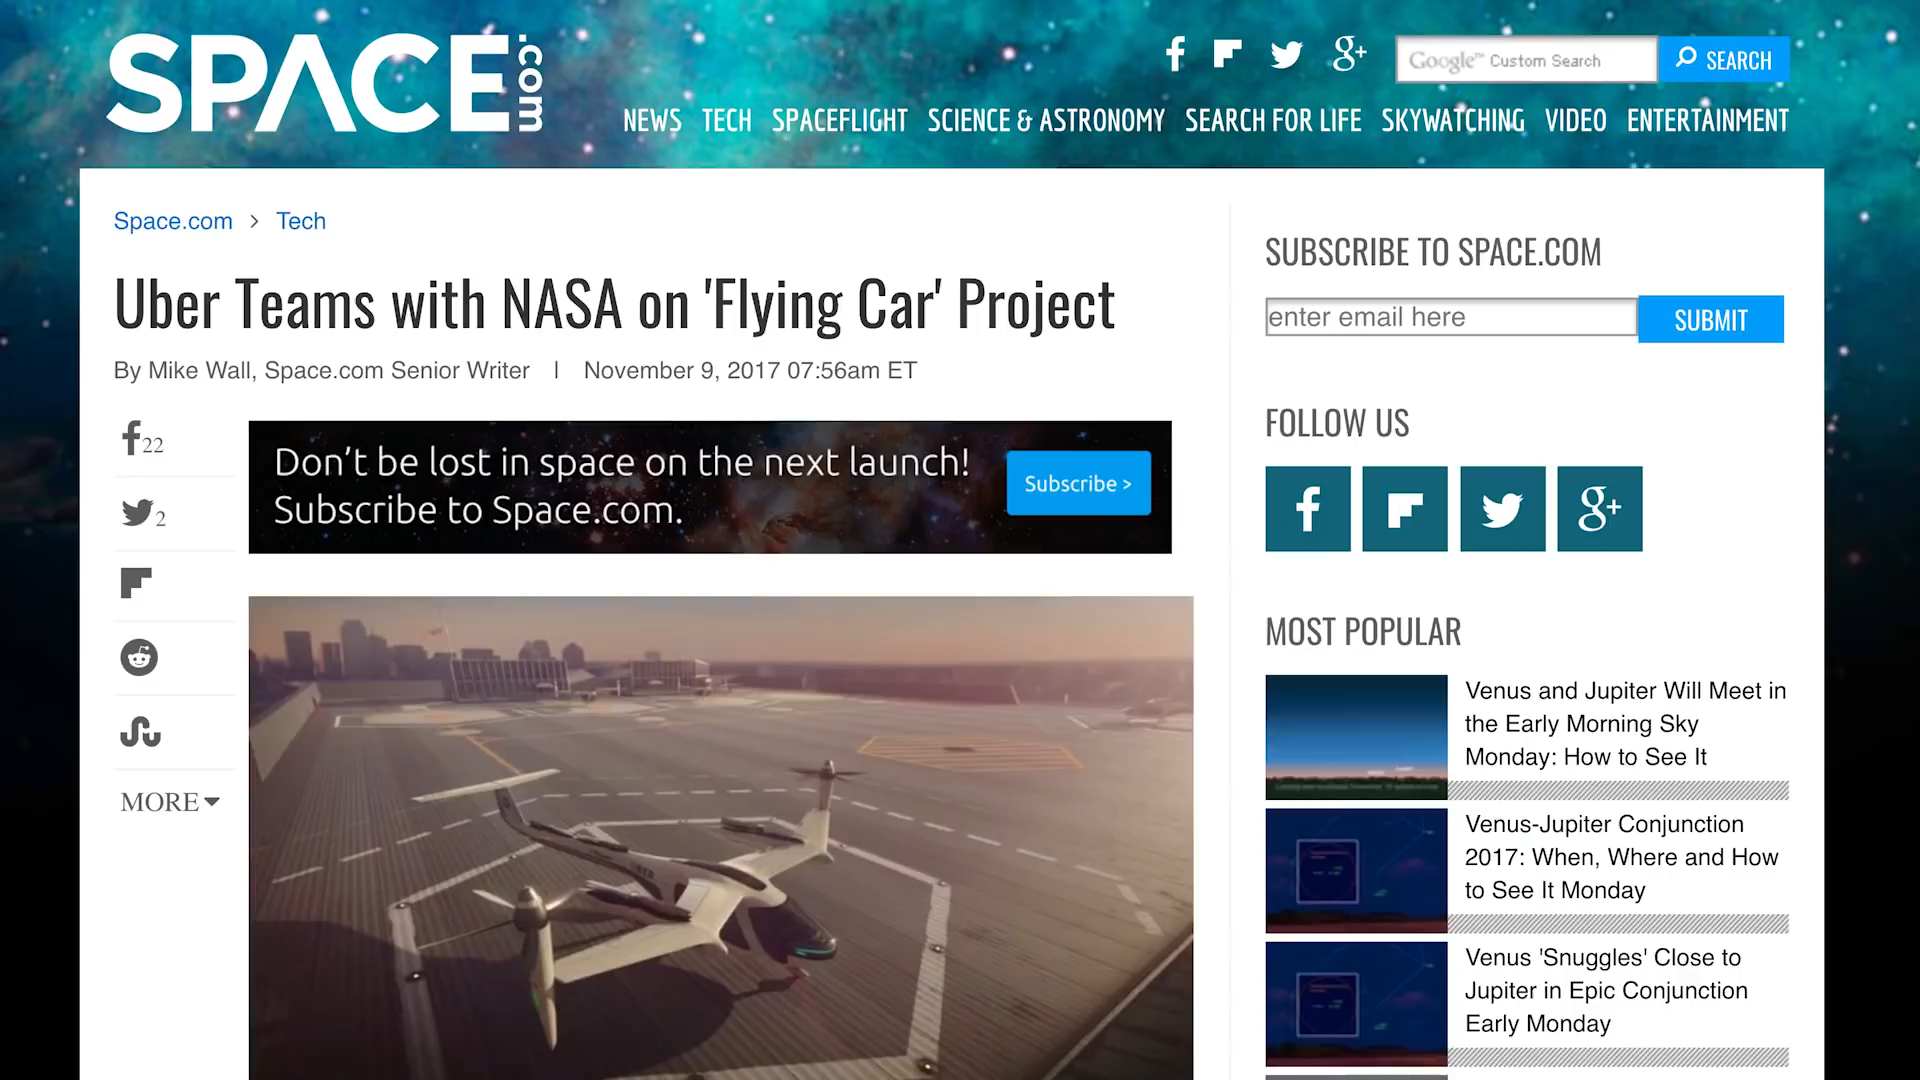 SPACE.com
Google™ Custom Search
SEARCH
NEWS TECH SPACEFLIGHT SCIENCE & ASTRONOMY SEARCH FOR LIFE SKYWATCHING VIDEO ENTERTAINMENT
Space.com > Tech
Uber Teams with NASA on 'Flying Car' Project
By Mike Wall, Space.com Senior Writer | November 9, 2017 07:56am ET
22
2
MORE
Don't be lost in space on the next launch!
Subscribe to Space.com.
Subscribe >
SUBSCRIBE TO SPACE.COM
enter email here
SUBMIT
FOLLOW US
MOST POPULAR
Venus and Jupiter Will Meet in
the Early Morning Sky
Monday: How to See It
Venus-Jupiter Conjunction
2017: When, Where and How
to See It Monday
Venus 'Snuggles' Close to
Jupiter in Epic Conjunction
Early Monday